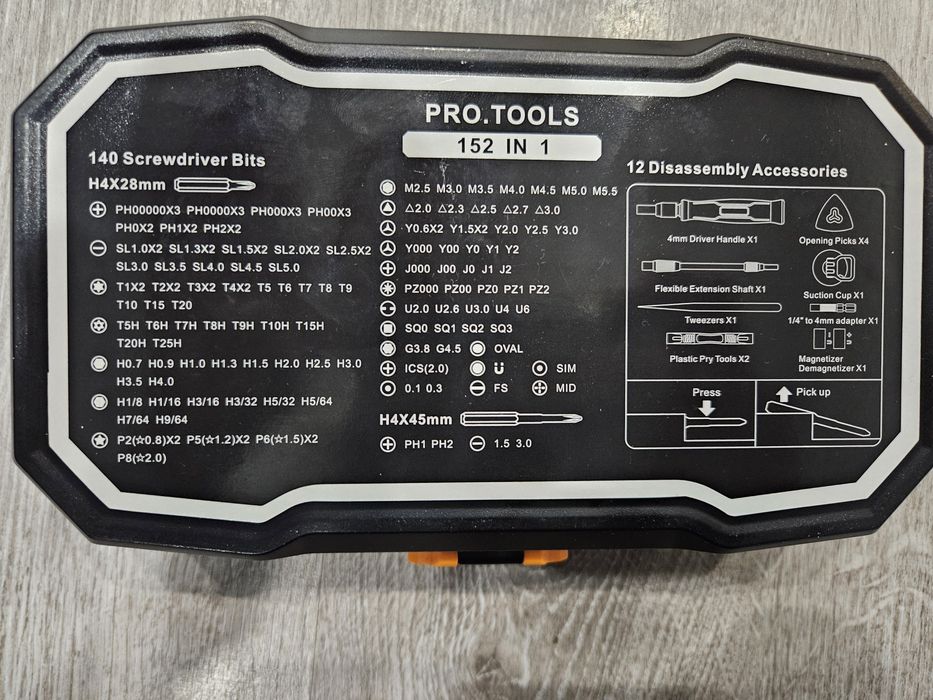 PRO.TOOLS
152 IN 1
140 Screwdriver Bits
H4X28mm
PH00000X3 PH0000X3 PH000X3 PH00X3
PH0X2 PH1X2 PH2X2
SL1.0X2 SL1.3X2 SL1.5X2 SL2.0X2 SL2.5X2
SL3.0 SL3.5 SL4.0 SL4.5 SL5.0
T1X2 T2X2 T3X2 T4X2 T5 T6 T7 T8 T9
T10 T15 T20
T5H T6H T7H T8H T9H T10H T15H
T20H T25H
H0.7 H0.9 H1.0 H1.3 H1.5 H2.0 H2.5 H3.0
H3.5 H4.0
H1/8 H1/16 H3/16 H3/32 H5/32 H5/64
H7/64 H9/64
P2(☆0.8)X2 P5(☆1.2)X2 P6(☆1.5)X2
P8(☆2.0)
M2.5 M3.0 M3.5 M4.0 M4.5 M5.0 M5.5
△2.0 △2.3 △2.5 △2.7 △3.0
Y0.6X2 Y1.5X2 Y2.0 Y2.5 Y3.0
Y000 Y00 Y0 Y1 Y2
J000 J00 J0 J1 J2
PZ000 PZ00 PZ0 PZ1 PZ2
U2.0 U2.6 U3.0 U4 U6
SQ0 SQ1 SQ2 SQ3
G3.8 G4.5 OVAL
ICS(2.0) U SIM
0.1 0.3 FS MID
H4X45mm
PH1 PH2 1.5 3.0
12 Disassembly Accessories
4mm Driver Handle X1
Opening Picks X4
Flexible Extension Shaft X1
Suction Cup X1
Tweezers X1
1/4" to 4mm adapter X1
Plastic Pry Tools X2
Magnetizer
Demagnetizer X1
Press
Pick up